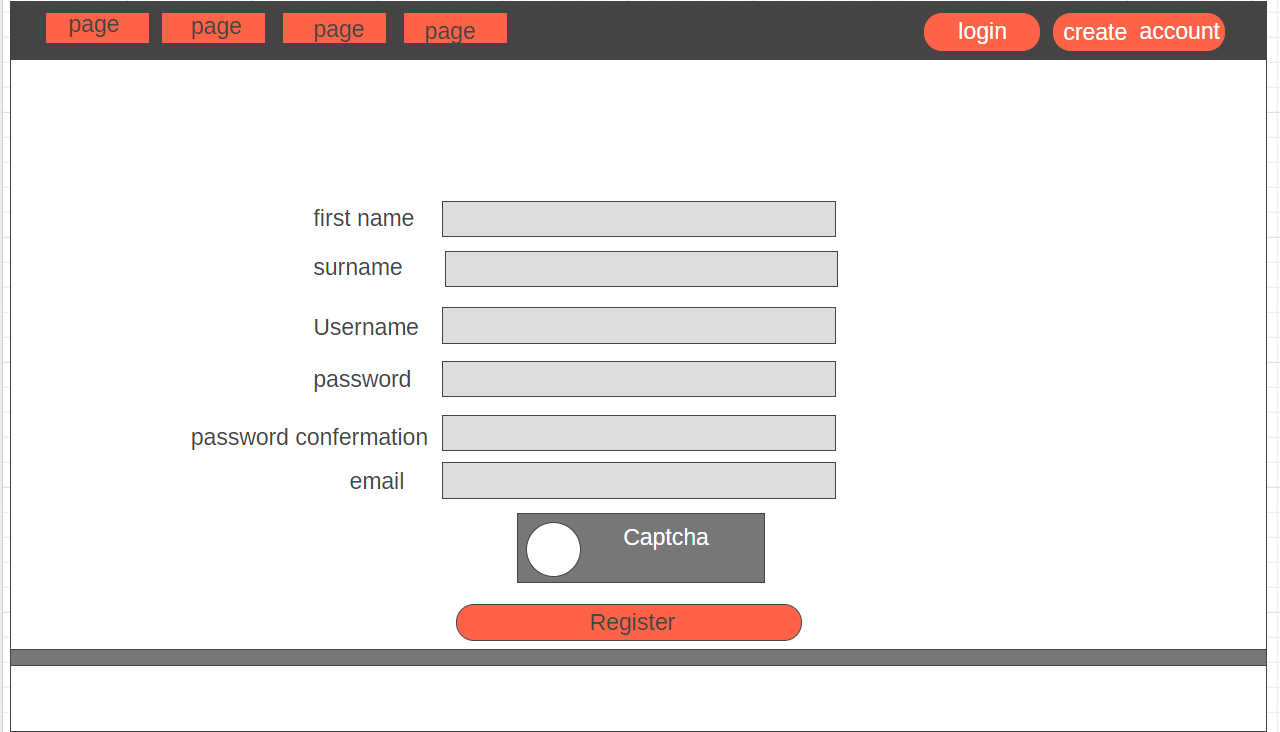 page page page page login create account
first name
surname
Username
password
password confermation
email
Captcha
Register